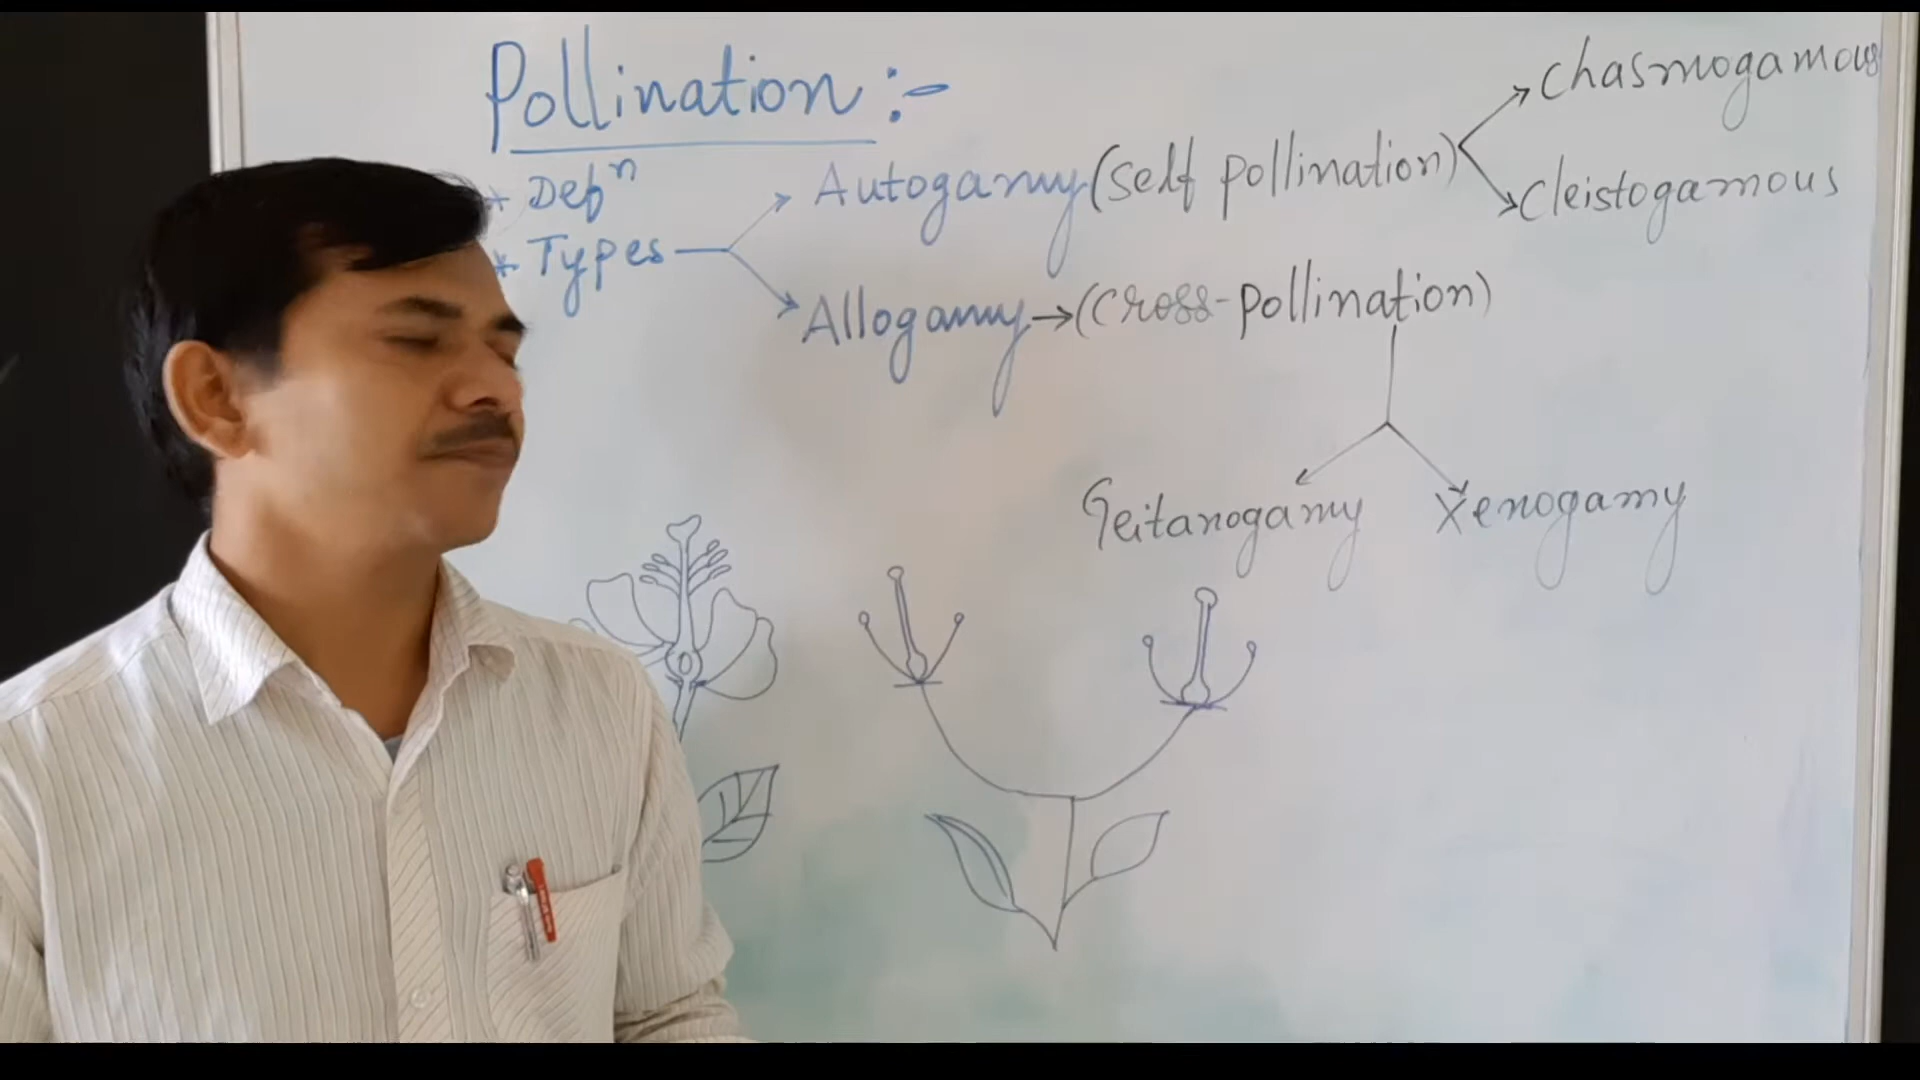 Pollination :-
* Defⁿ
* Types → Autogamy (self pollination) → Chasmogamous
→ Cleistogamous
→ Allogamy → (Cross-pollination)
Geitanogamy Xenogamy